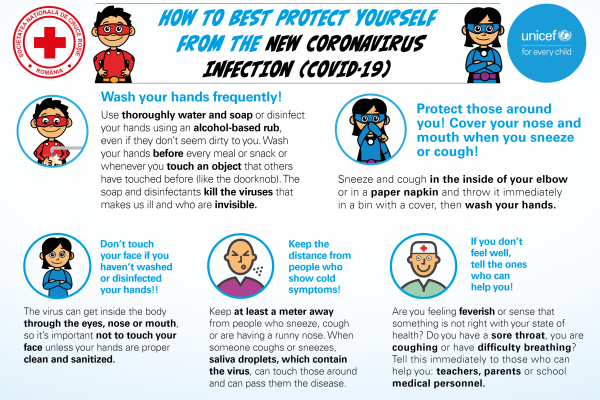 SOCIETATEA NAȚIONALĂ DE CRUCE ROȘIE
ROMÂNIA
HOW TO BEST PROTECT YOURSELF
FROM THE NEW CORONAVIRUS
INFECTION (COVID-19)
unicef
for every child
Wash your hands frequently!
Use thoroughly water and soap or disinfect
your hands using an alcohol-based rub,
even if they don't seem dirty to you. Wash
your hands before every meal or snack or
whenever you touch an object that others
have touched before (like the doorknob). The
soap and disinfectants kill the viruses that
makes us ill and who are invisible.
Protect those around
you! Cover your nose and
mouth when you sneeze
or cough!
Sneeze and cough in the inside of your elbow
or in a paper napkin and throw it immediately
in a bin with a cover, then wash your hands.
Don't touch
your face if you
haven't washed
or disinfected
your hands!!
The virus can get inside the body
through the eyes, nose or mouth,
so it's important not to touch your
face unless your hands are proper
clean and sanitized.
Keep the
distance from
people who
show cold
symptoms!
Keep at least a meter away
from people who sneeze, cough
or are having a runny nose. When
someone coughs or sneezes,
saliva droplets, which contain
the virus, can touch those around
and can pass them the disease.
If you don't
feel well,
tell the ones
who can
help you!
Are you feeling feverish or sense that
something is not right with your state of
health? Do you have a sore throat, you are
coughing or have difficulty breathing?
Tell this immediately to those who can
help you: teachers, parents or school
medical personnel.